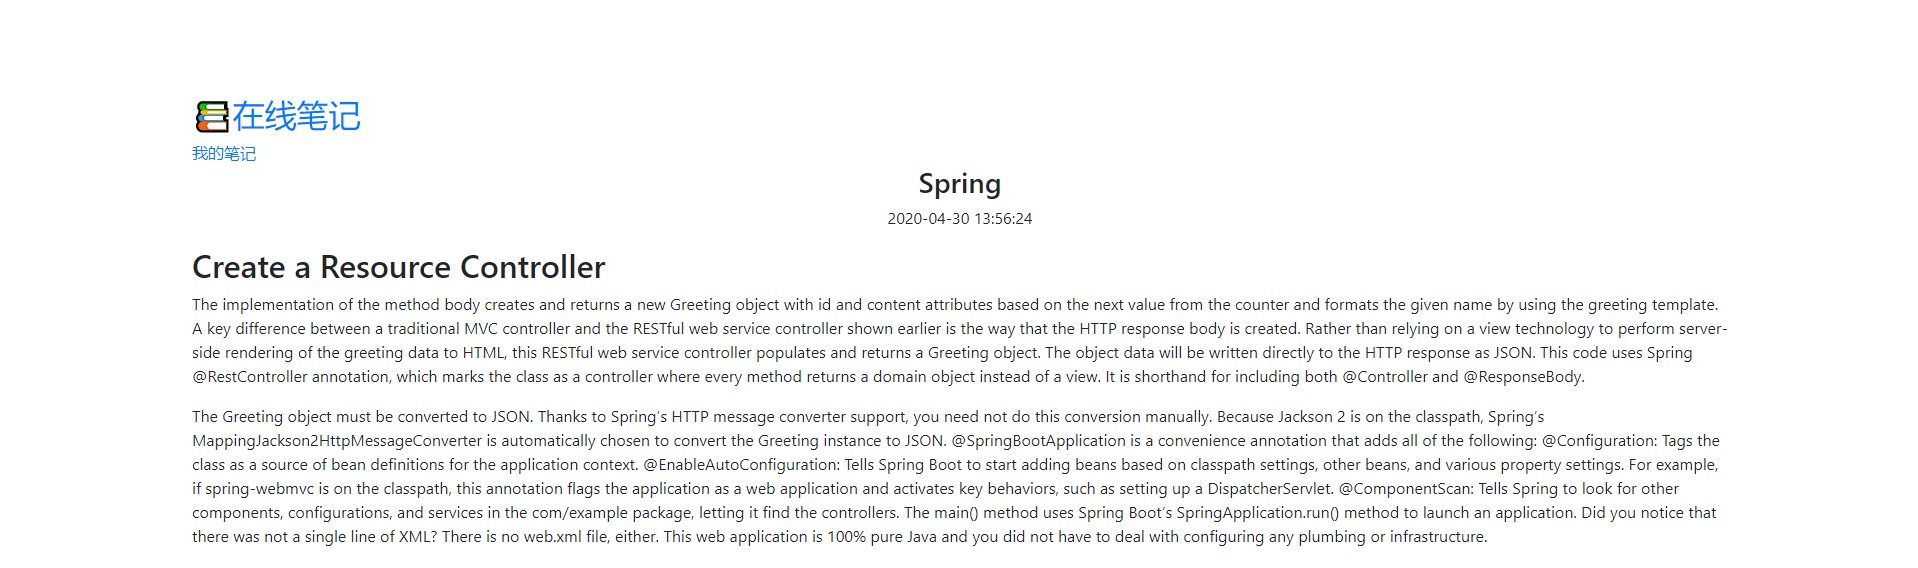 在线笔记
我的笔记
Spring
2020-04-30 13:56:24
Create a Resource Controller
The implementation of the method body creates and returns a new Greeting object with id and content attributes based on the next value from the counter and formats the given name by using the greeting template.
A key difference between a traditional MVC controller and the RESTful web service controller shown earlier is the way that the HTTP response body is created. Rather than relying on a view technology to perform server-
side rendering of the greeting data to HTML, this RESTful web service controller populates and returns a Greeting object. The object data will be written directly to the HTTP response as JSON. This code uses Spring
@RestController annotation, which marks the class as a controller where every method returns a domain object instead of a view. It is shorthand for including both @Controller and @ResponseBody.
The Greeting object must be converted to JSON. Thanks to Spring’s HTTP message converter support, you need not do this conversion manually. Because Jackson 2 is on the classpath, Spring’s
MappingJackson2HttpMessageConverter is automatically chosen to convert the Greeting instance to JSON. @SpringBootApplication is a convenience annotation that adds all of the following: @Configuration: Tags the
class as a source of bean definitions for the application context. @EnableAutoConfiguration: Tells Spring Boot to start adding beans based on classpath settings, other beans, and various property settings. For example,
if spring-webmvc is on the classpath, this annotation flags the application as a web application and activates key behaviors, such as setting up a DispatcherServlet. @ComponentScan: Tells Spring to look for other
components, configurations, and services in the com/example package, letting it find the controllers. The main() method uses Spring Boot’s SpringApplication.run() method to launch an application. Did you notice that
there was not a single line of XML? There is no web.xml file, either. This web application is 100% pure Java and you did not have to deal with configuring any plumbing or infrastructure.